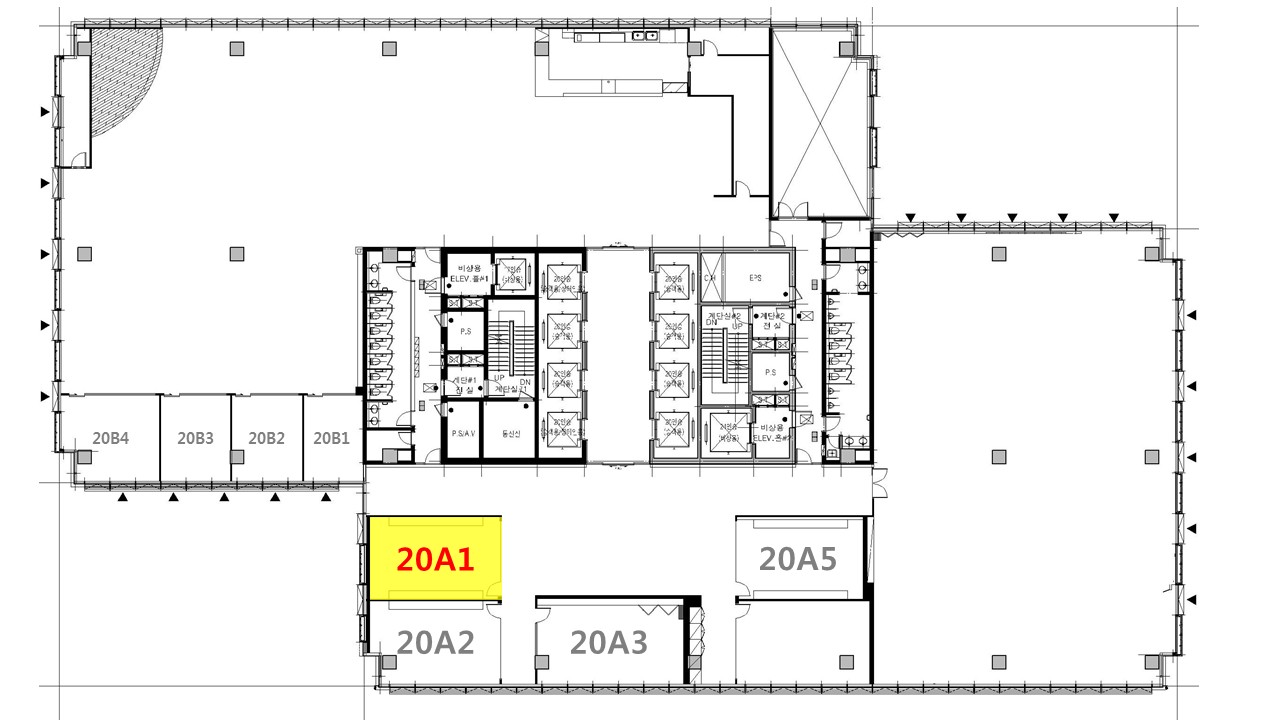 비상용
ELEV.홀#1
EPS
계단실#2
DN
UP
계단#2
전 실
P.S
P.S
계단#1
전 실
UP
DN
계단실#1
P.S/A.V
통신실
비상용
ELEV.홀#2
20B4
20B3
20B2
20B1
20A1
20A5
20A2
20A3